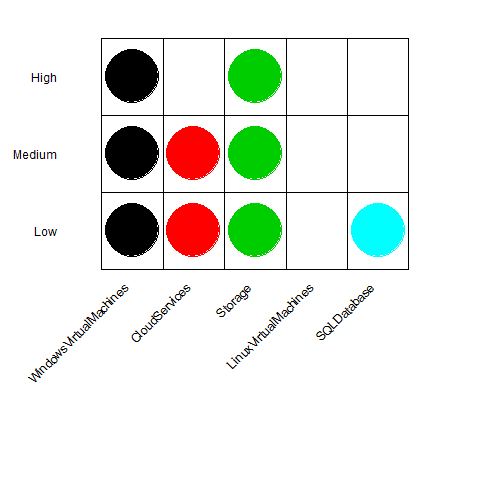 High
Medium
Low
WindowsVirtualMachines
CloudServices
Storage
LinuxVirtualMachines
SQLDatabase